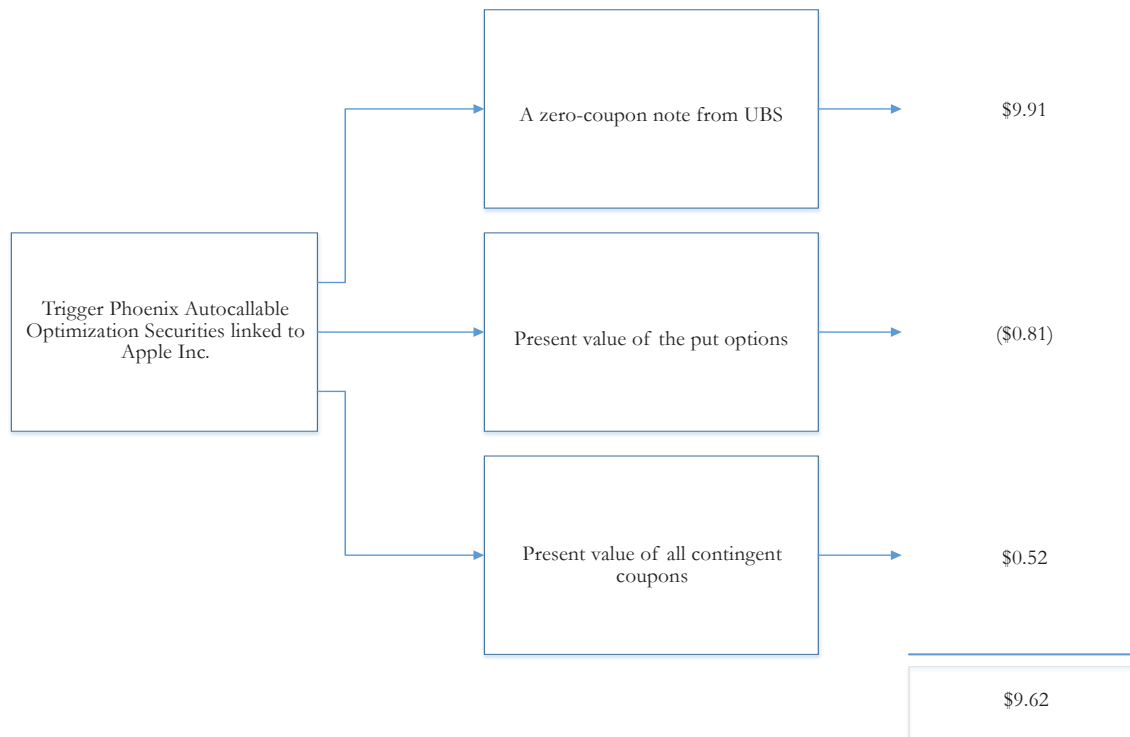 A zero-coupon note from UBS
$9.91
Trigger Phoenix Autocallable
Optimization Securities linked to
Apple Inc.
Present value of the put options
($0.81)
Present value of all contingent
coupons
$0.52
$9.62